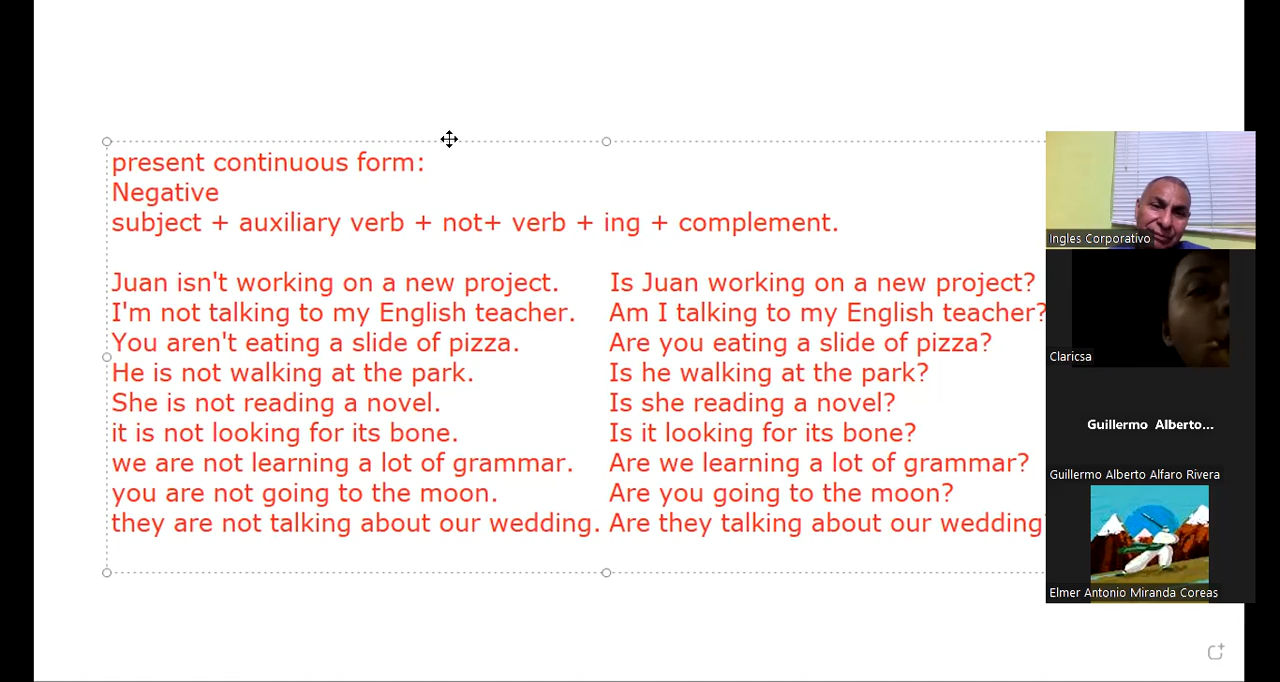 present continuous form:
Negative
subject + auxiliary verb + not+ verb + ing + complement.
Juan isn't working on a new project. Is Juan working on a new project?
I'm not talking to my English teacher. Am I talking to my English teacher?
You aren't eating a slide of pizza. Are you eating a slide of pizza?
He is not walking at the park. Is he walking at the park?
She is not reading a novel. Is she reading a novel?
it is not looking for its bone. Is it looking for its bone?
we are not learning a lot of grammar. Are we learning a lot of grammar?
you are not going to the moon. Are you going to the moon?
they are not talking about our wedding. Are they talking about our wedding
Ingles Corporativo
Claricsa
Guillermo Alberto...
Guillermo Alberto Alfaro Rivera
Elmer Antonio Miranda Coreas